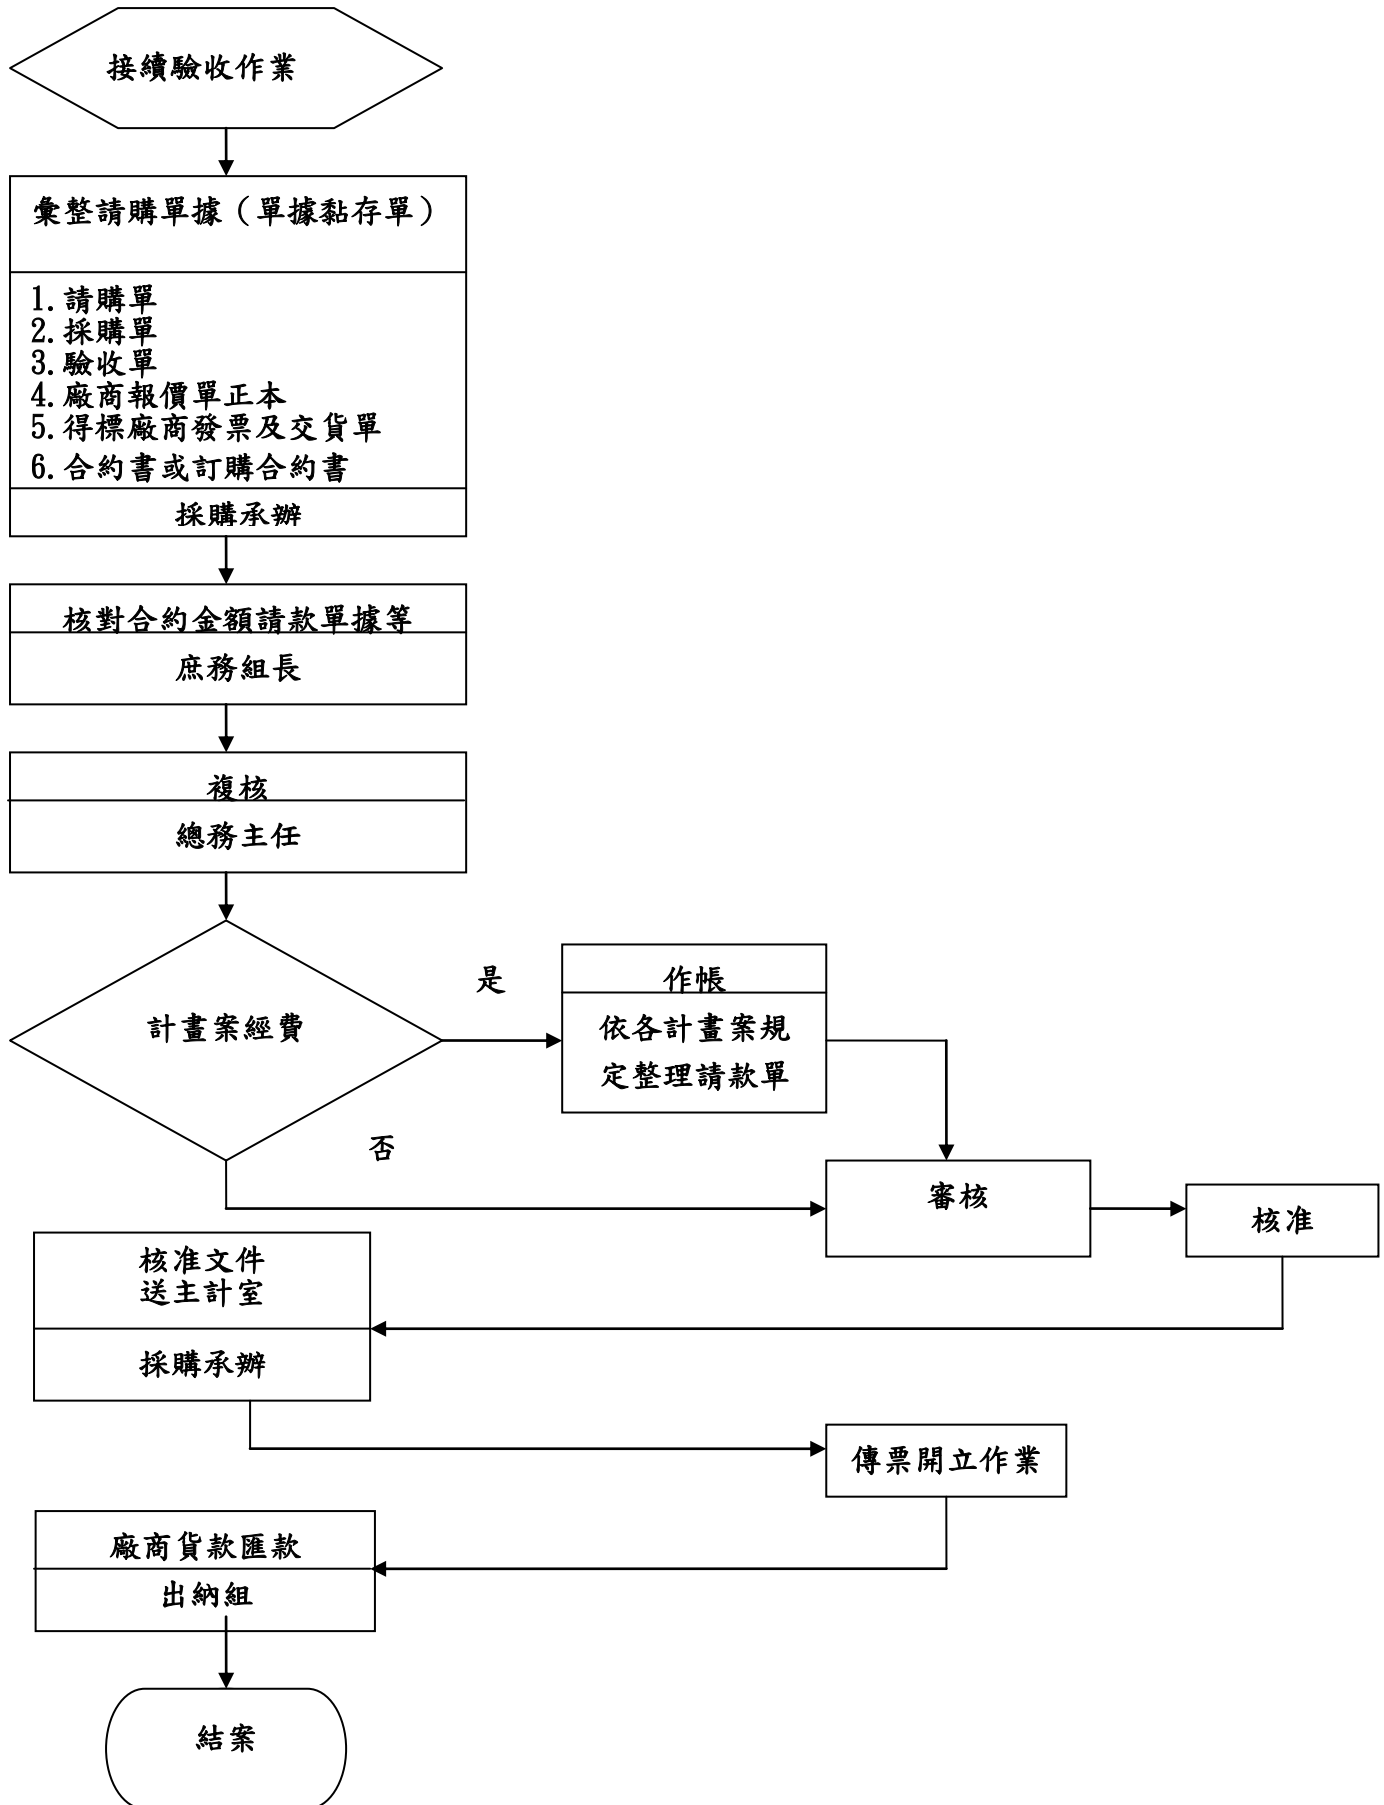 接續驗收作業
彙整請購單據（單據黏存單）
1.請購單
2.採購單
3.驗收單
4.廠商報價單正本
5.得標廠商發票及交貨單
6.合約書或訂購合約書
採購承辦
核對合約金額請款單據等
庶務組長
複核
總務主任
計畫案經費
是
作帳
依各計畫案規
定整理請款單
否
審核
核准
核准文件
送主計室
採購承辦
傳票開立作業
廠商貨款匯款
出納組
結案